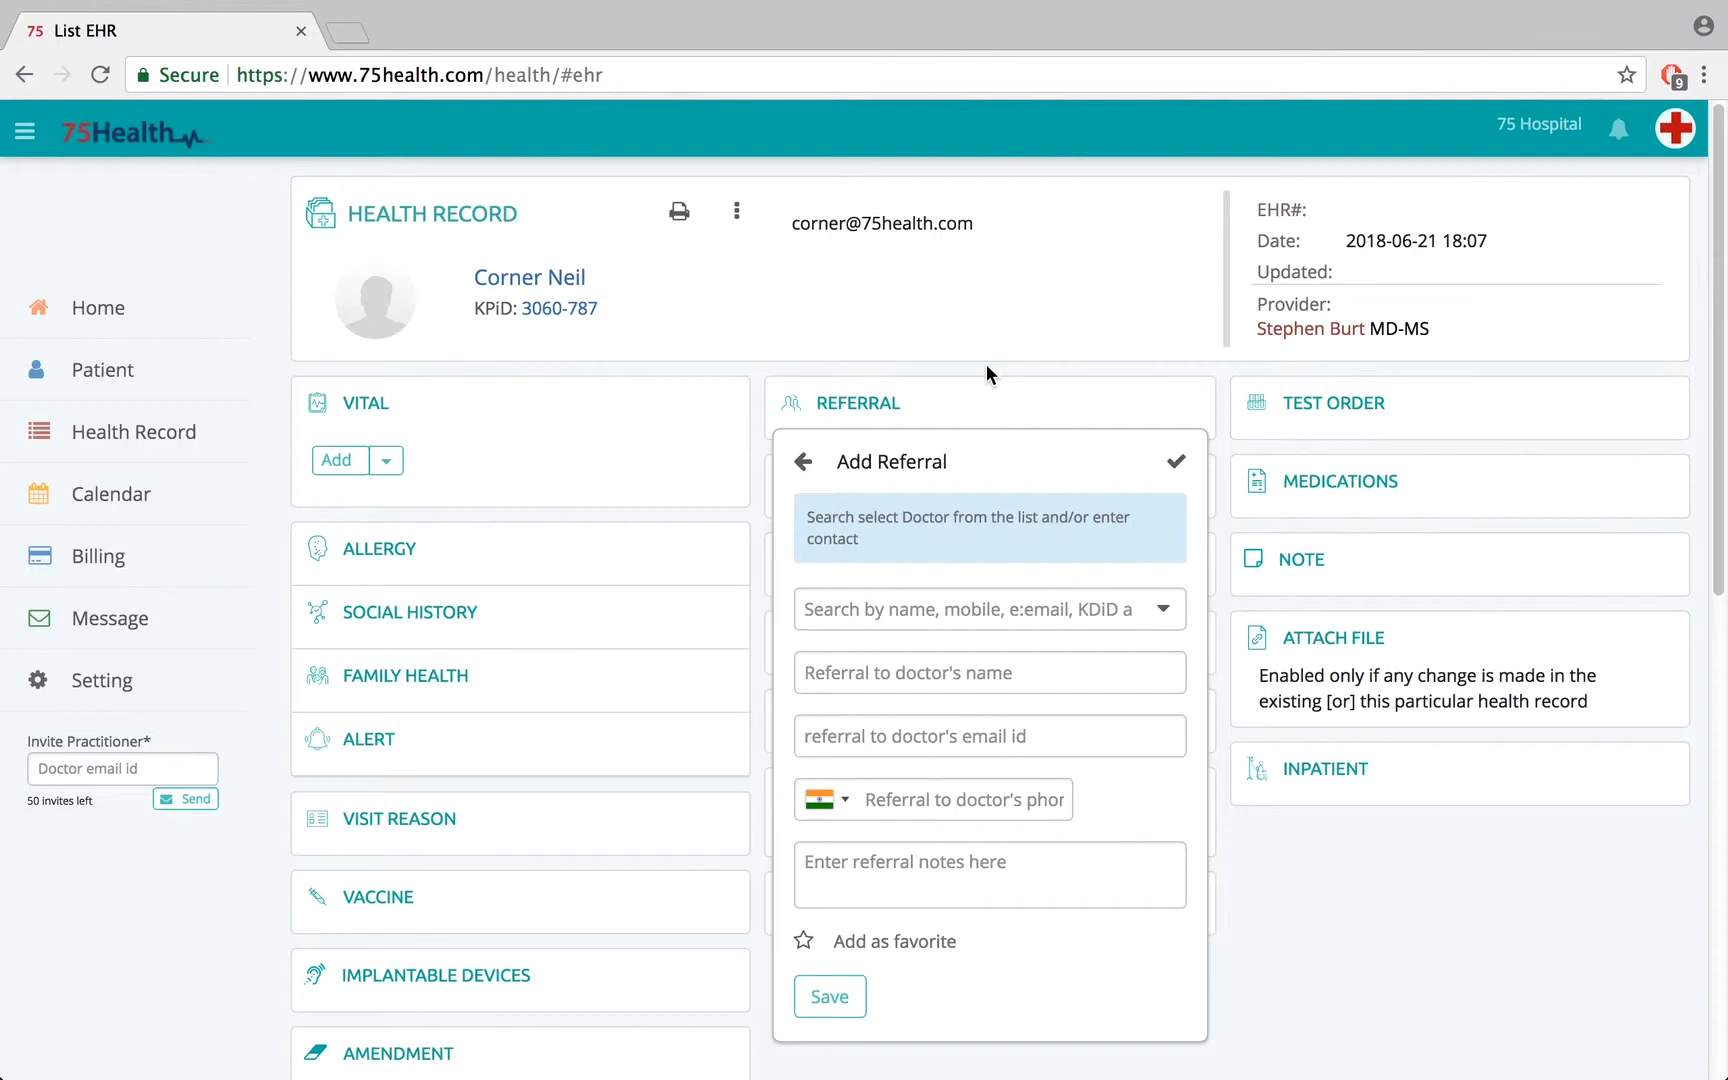 75 List EHR
Secure https://www.75health.com/health/#ehr
9
75Health
75 Hospital
HEALTH RECORD
corner@75health.com
Corner Neil
KPiD: 3060-787
EHR#:
Date: 2018-06-21 18:07
Updated:
Provider:
Stephen Burt MD-MS
Home
Patient
Health Record
Calendar
Billing
Message
Setting
Invite Practitioner*
Doctor email id
50 invites left
Send
VITAL
Add
ALLERGY
SOCIAL HISTORY
FAMILY HEALTH
ALERT
VISIT REASON
VACCINE
IMPLANTABLE DEVICES
AMENDMENT
REFERRAL
Add Referral
Search select Doctor from the list and/or enter
contact
Search by name, mobile, e:email, KDiD a
Referral to doctor's name
referral to doctor's email id
Referral to doctor's phor
Enter referral notes here
Add as favorite
Save
TEST ORDER
MEDICATIONS
NOTE
ATTACH FILE
Enabled only if any change is made in the
existing [or] this particular health record
INPATIENT